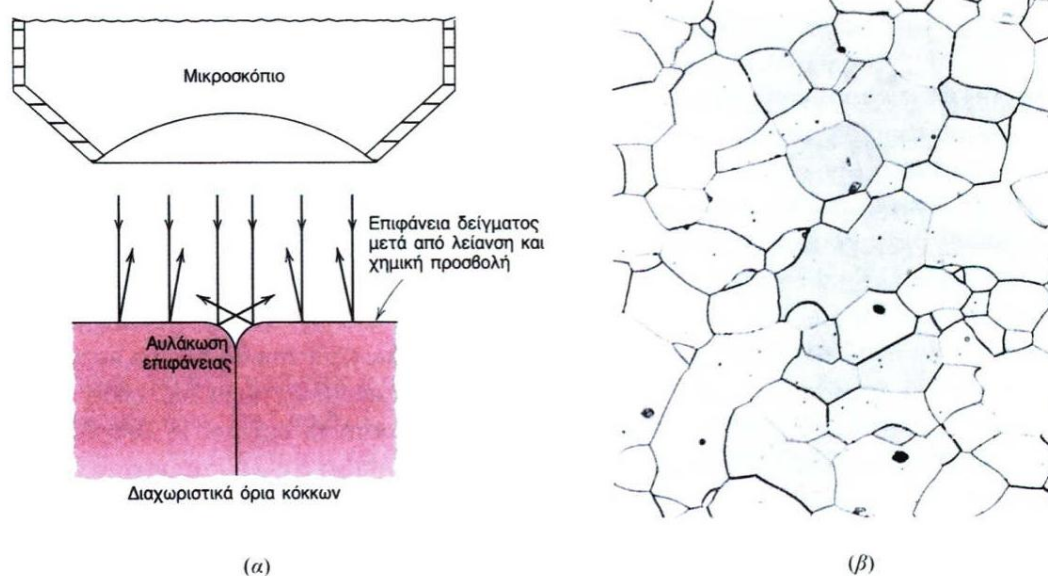 Μικροσκόπιο
Επιφάνεια δείγματος
μετά από λείανση και
χημική προσβολή
Αυλάκωση
επιφάνειας
Διαχωριστικά όρια κόκκων
(α)
(β)